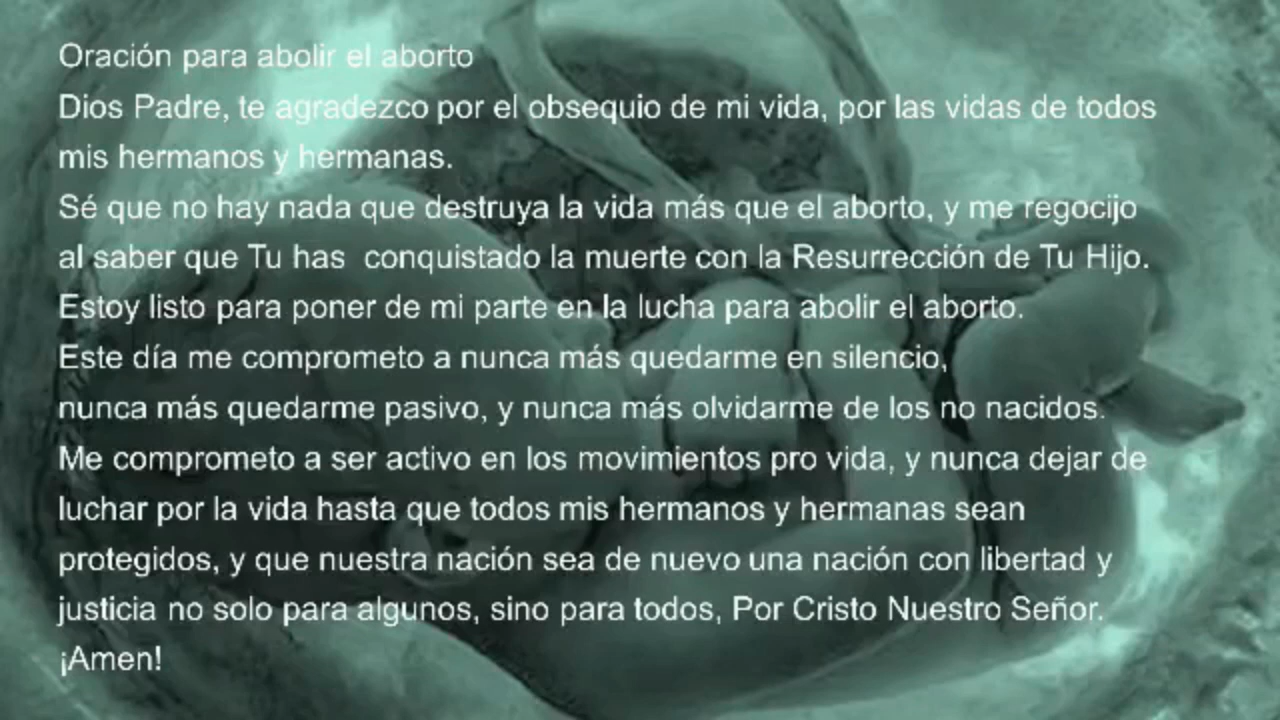 Oración para abolir el aborto
Dios Padre, te agradezco por el obsequio de mi vida, por las vidas de todos
mis hermanos y hermanas.
Sé que no hay nada que destruya la vida más que el aborto, y me regocijo
al saber que Tu has  conquistado la muerte con la Resurrección de Tu Hijo.
Estoy listo para poner de mi parte en la lucha para abolir el aborto.
Este día me comprometo a nunca más quedarme en silencio,
nunca más quedarme pasivo, y nunca más olvidarme de los no nacidos.
Me comprometo a ser activo en los movimientos pro vida, y nunca dejar de
luchar por la vida hasta que todos mis hermanos y hermanas sean
protegidos, y que nuestra nación sea de nuevo una nación con libertad y
justicia no solo para algunos, sino para todos, Por Cristo Nuestro Señor.
¡Amen!